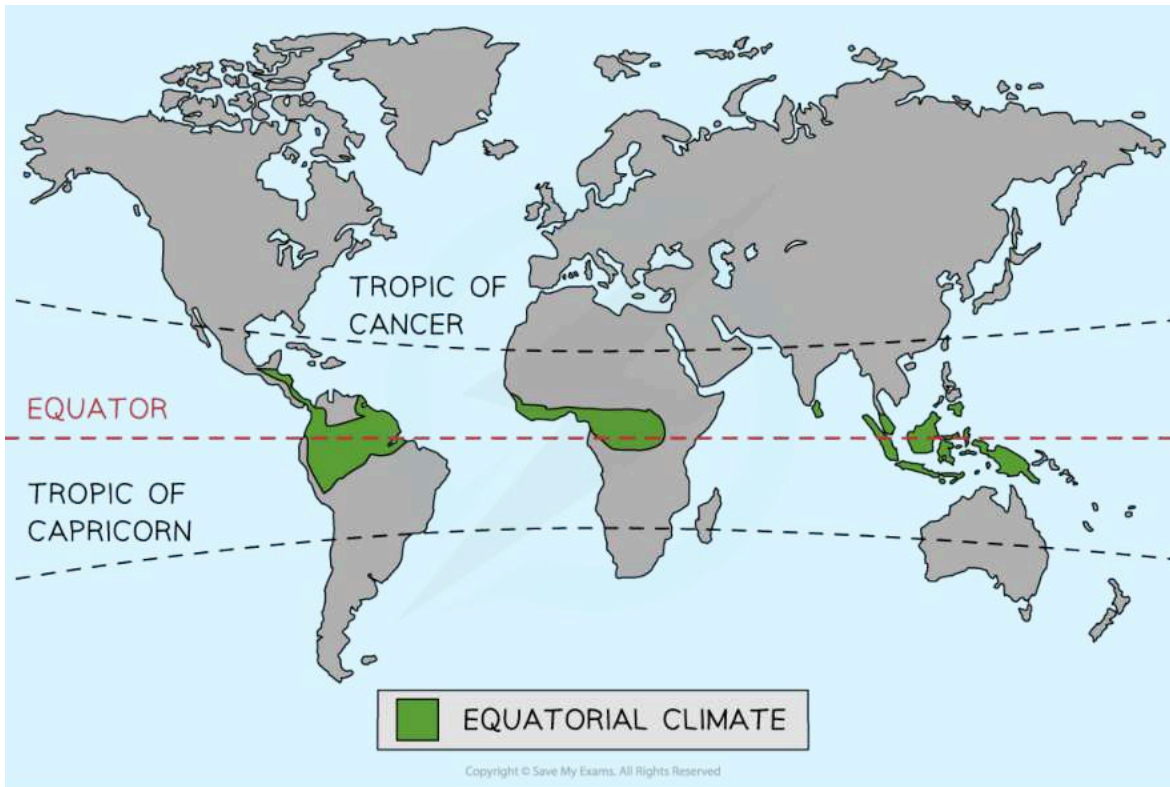 TROPIC OF
CANCER
EQUATOR
TROPIC OF
CAPRICORN
EQUATORIAL CLIMATE
Copyright © Save My Exams. All Rights Reserved